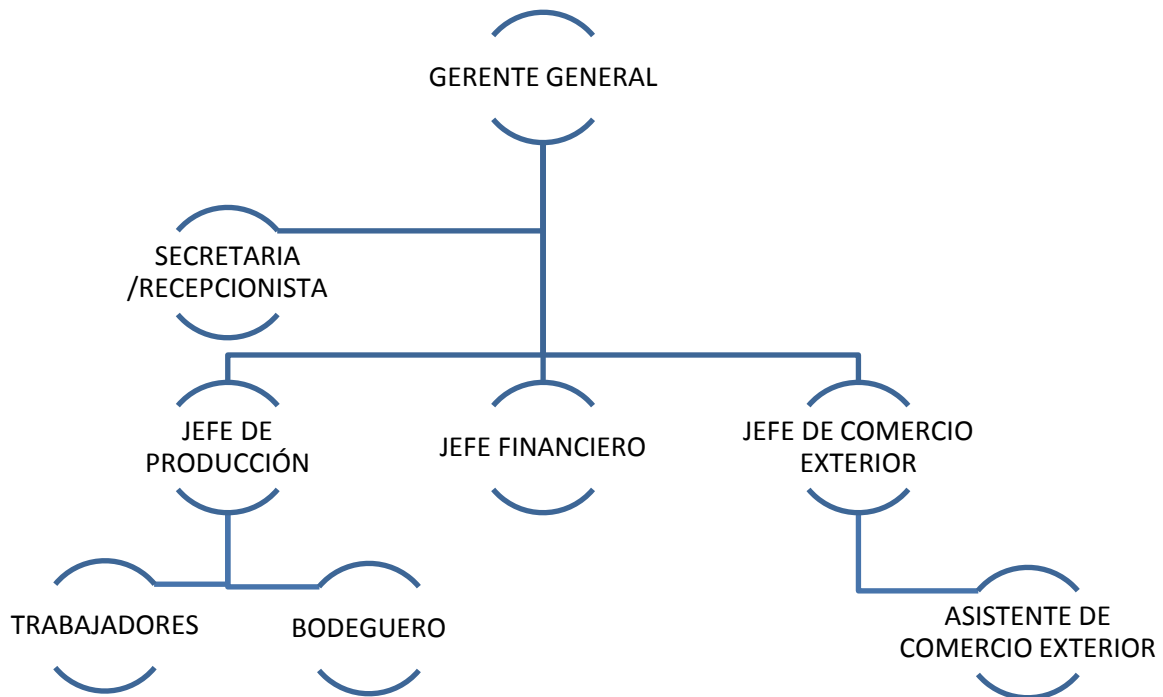 GERENTE GENERAL
SECRETARIA
/RECEPCIONISTA
JEFE DE
PRODUCCIÓN
JEFE FINANCIERO
JEFE DE COMERCIO
EXTERIOR
TRABAJADORES
BODEGUERO
ASISTENTE DE
COMERCIO EXTERIOR